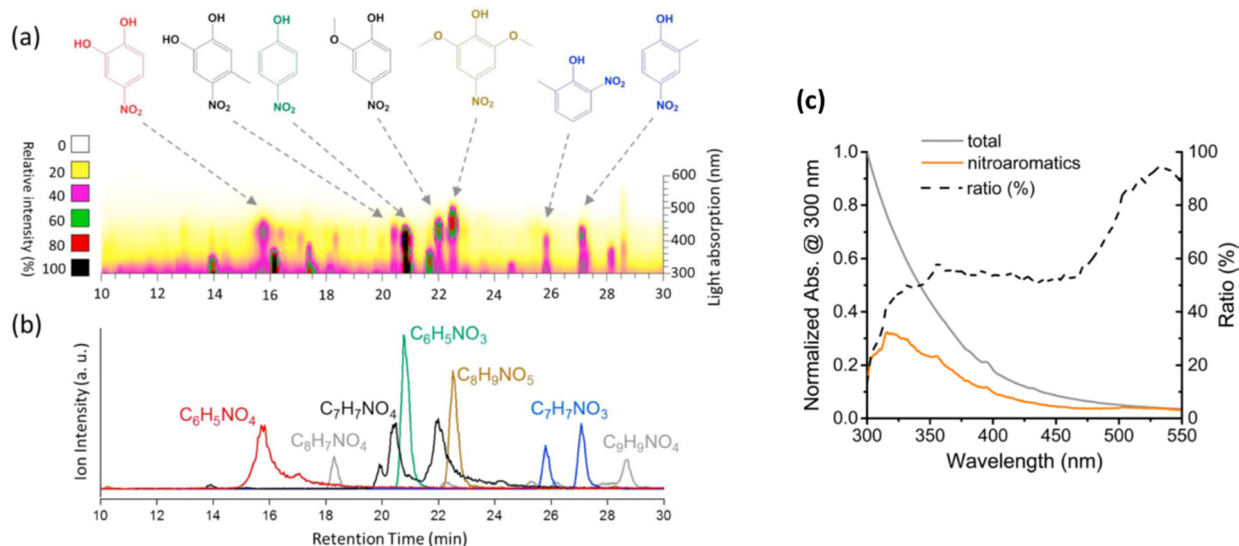 (a)
OH
HO
NO₂
OH
HO
NO₂
OH
NO₂
OH
O
NO₂
OH
O
O
NO₂
OH
NO₂
OH
NO₂
Relative intensity (%)
0
20
40
60
80
100
600
500
400
300
Light absorption (nm)
10 12 14 16 18 20 22 24 26 28 30
(b)
Ion Intensity (a. u.)
C₆H₅NO₄
C₈H₇NO₄
C₇H₇NO₄
C₆H₅NO₃
C₈H₉NO₅
C₇H₇NO₃
C₉H₉NO₄
10 12 14 16 18 20 22 24 26 28 30
Retention Time (min)
(c)
total
nitroaromatics
ratio (%)
Normalized Abs. @ 300 nm
1.0
0.8
0.6
0.4
0.2
0.0
100
80
60
40
20
0
Ratio (%)
300 350 400 450 500 550
Wavelength (nm)